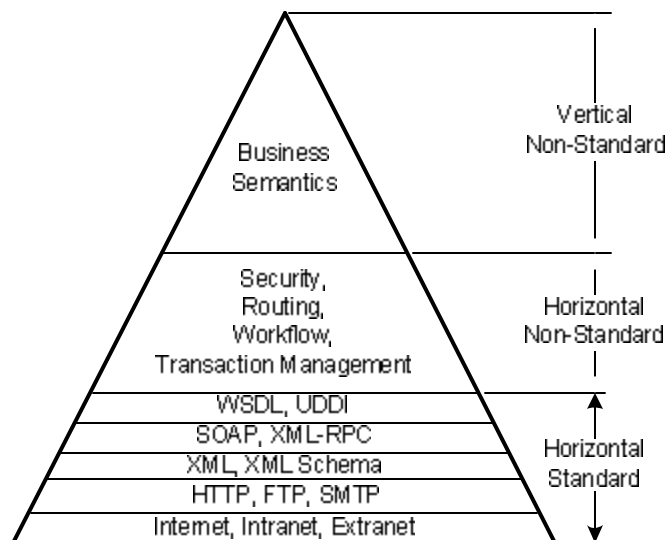 Business
Semantics
Vertical
Non-Standard
Security,
Routing,
Workflow,
Transaction Management
Horizontal
Non-Standard
WSDL, UDDI
SOAP, XML-RPC
XML, XML Schema
HTTP, FTP, SMTP
Internet, Intranet, Extranet
Horizontal
Standard